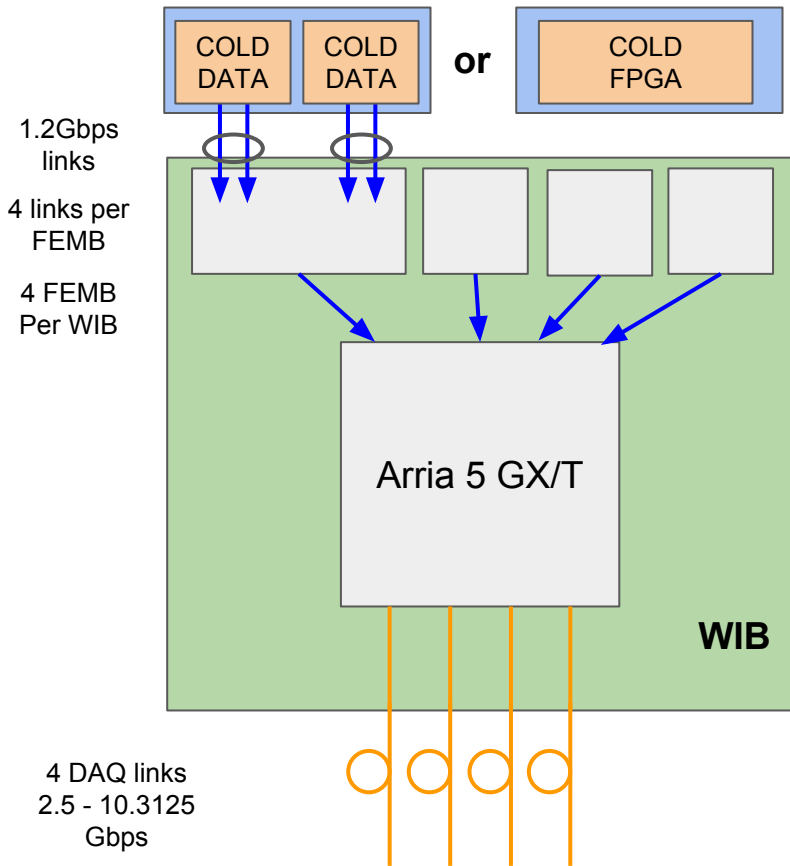 COLD
DATA
COLD
DATA
or
COLD
FPGA
1.2Gbps
links
4 links per
FEMB
4 FEMB
Per WIB
Arria 5 GX/T
WIB
4 DAQ links
2.5 - 10.3125
Gbps